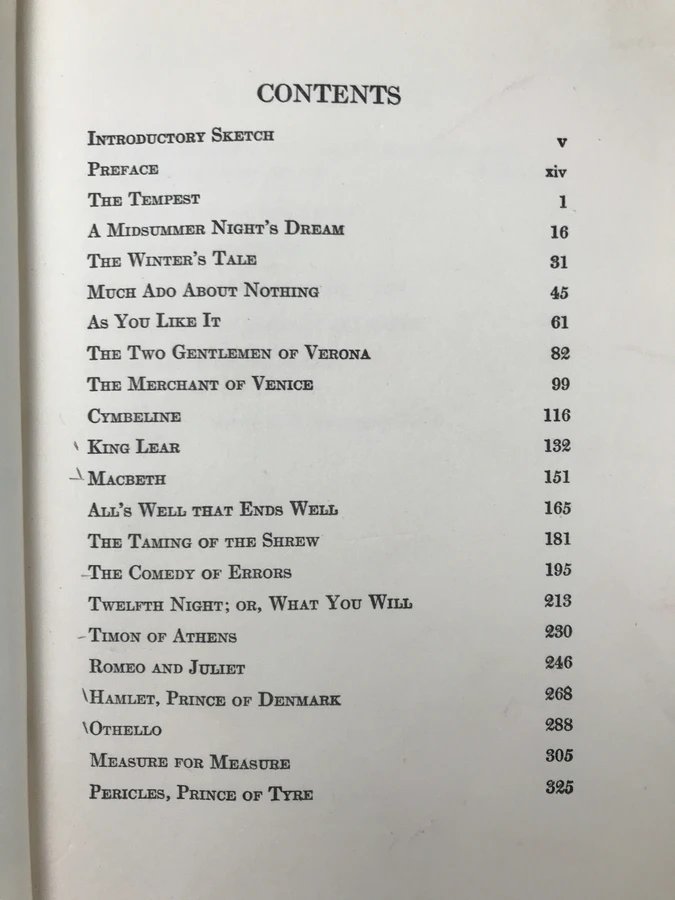 CONTENTS
Introductory Sketch v
Preface xiv
The Tempest 1
A Midsummer Night's Dream 16
The Winter's Tale 31
Much Ado About Nothing 45
As You Like It 61
The Two Gentlemen of Verona 82
The Merchant of Venice 99
Cymbeline 116
King Lear 132
Macbeth 151
All's Well that Ends Well 165
The Taming of the Shrew 181
The Comedy of Errors 195
Twelfth Night; or, What You Will 213
Timon of Athens 230
Romeo and Juliet 246
Hamlet, Prince of Denmark 268
Othello 288
Measure for Measure 305
Pericles, Prince of Tyre 325